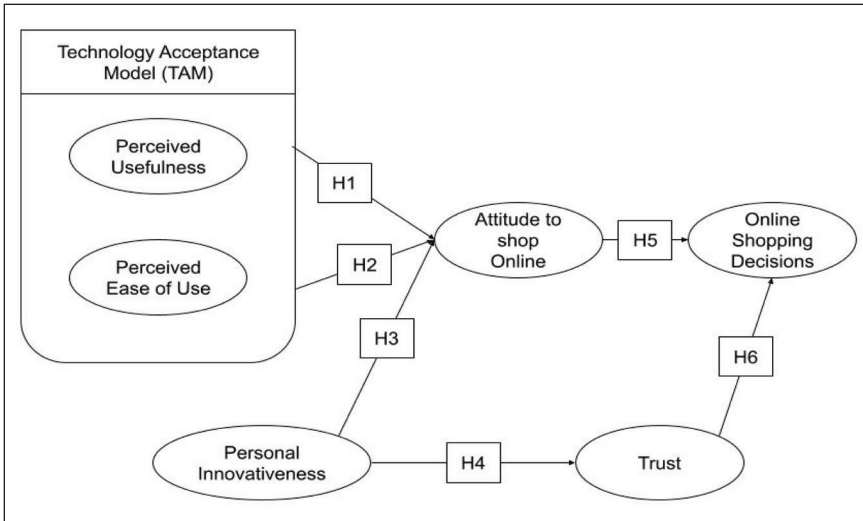 Technology Acceptance
Model (TAM)
Perceived
Usefulness
H1
Attitude to
shop
Online
H5
Online
Shopping
Decisions
Perceived
Ease of Use
H2
H3
H6
Personal
Innovativeness
H4
Trust